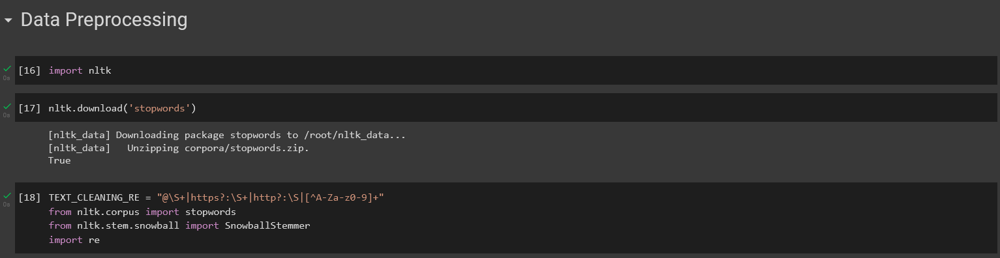 Data Preprocessing
[16] import nltk
0s
[17] nltk.download('stopwords')
0s
[nltk_data] Downloading package stopwords to /root/nltk_data...
[nltk_data]   Unzipping corpora/stopwords.zip.
True
[18] TEXT_CLEANING_RE = "@\S+|https?:\S+|http?:\S|[^A-Za-z0-9]+"
0s
from nltk.corpus import stopwords
from nltk.stem.snowball import SnowballStemmer
import re